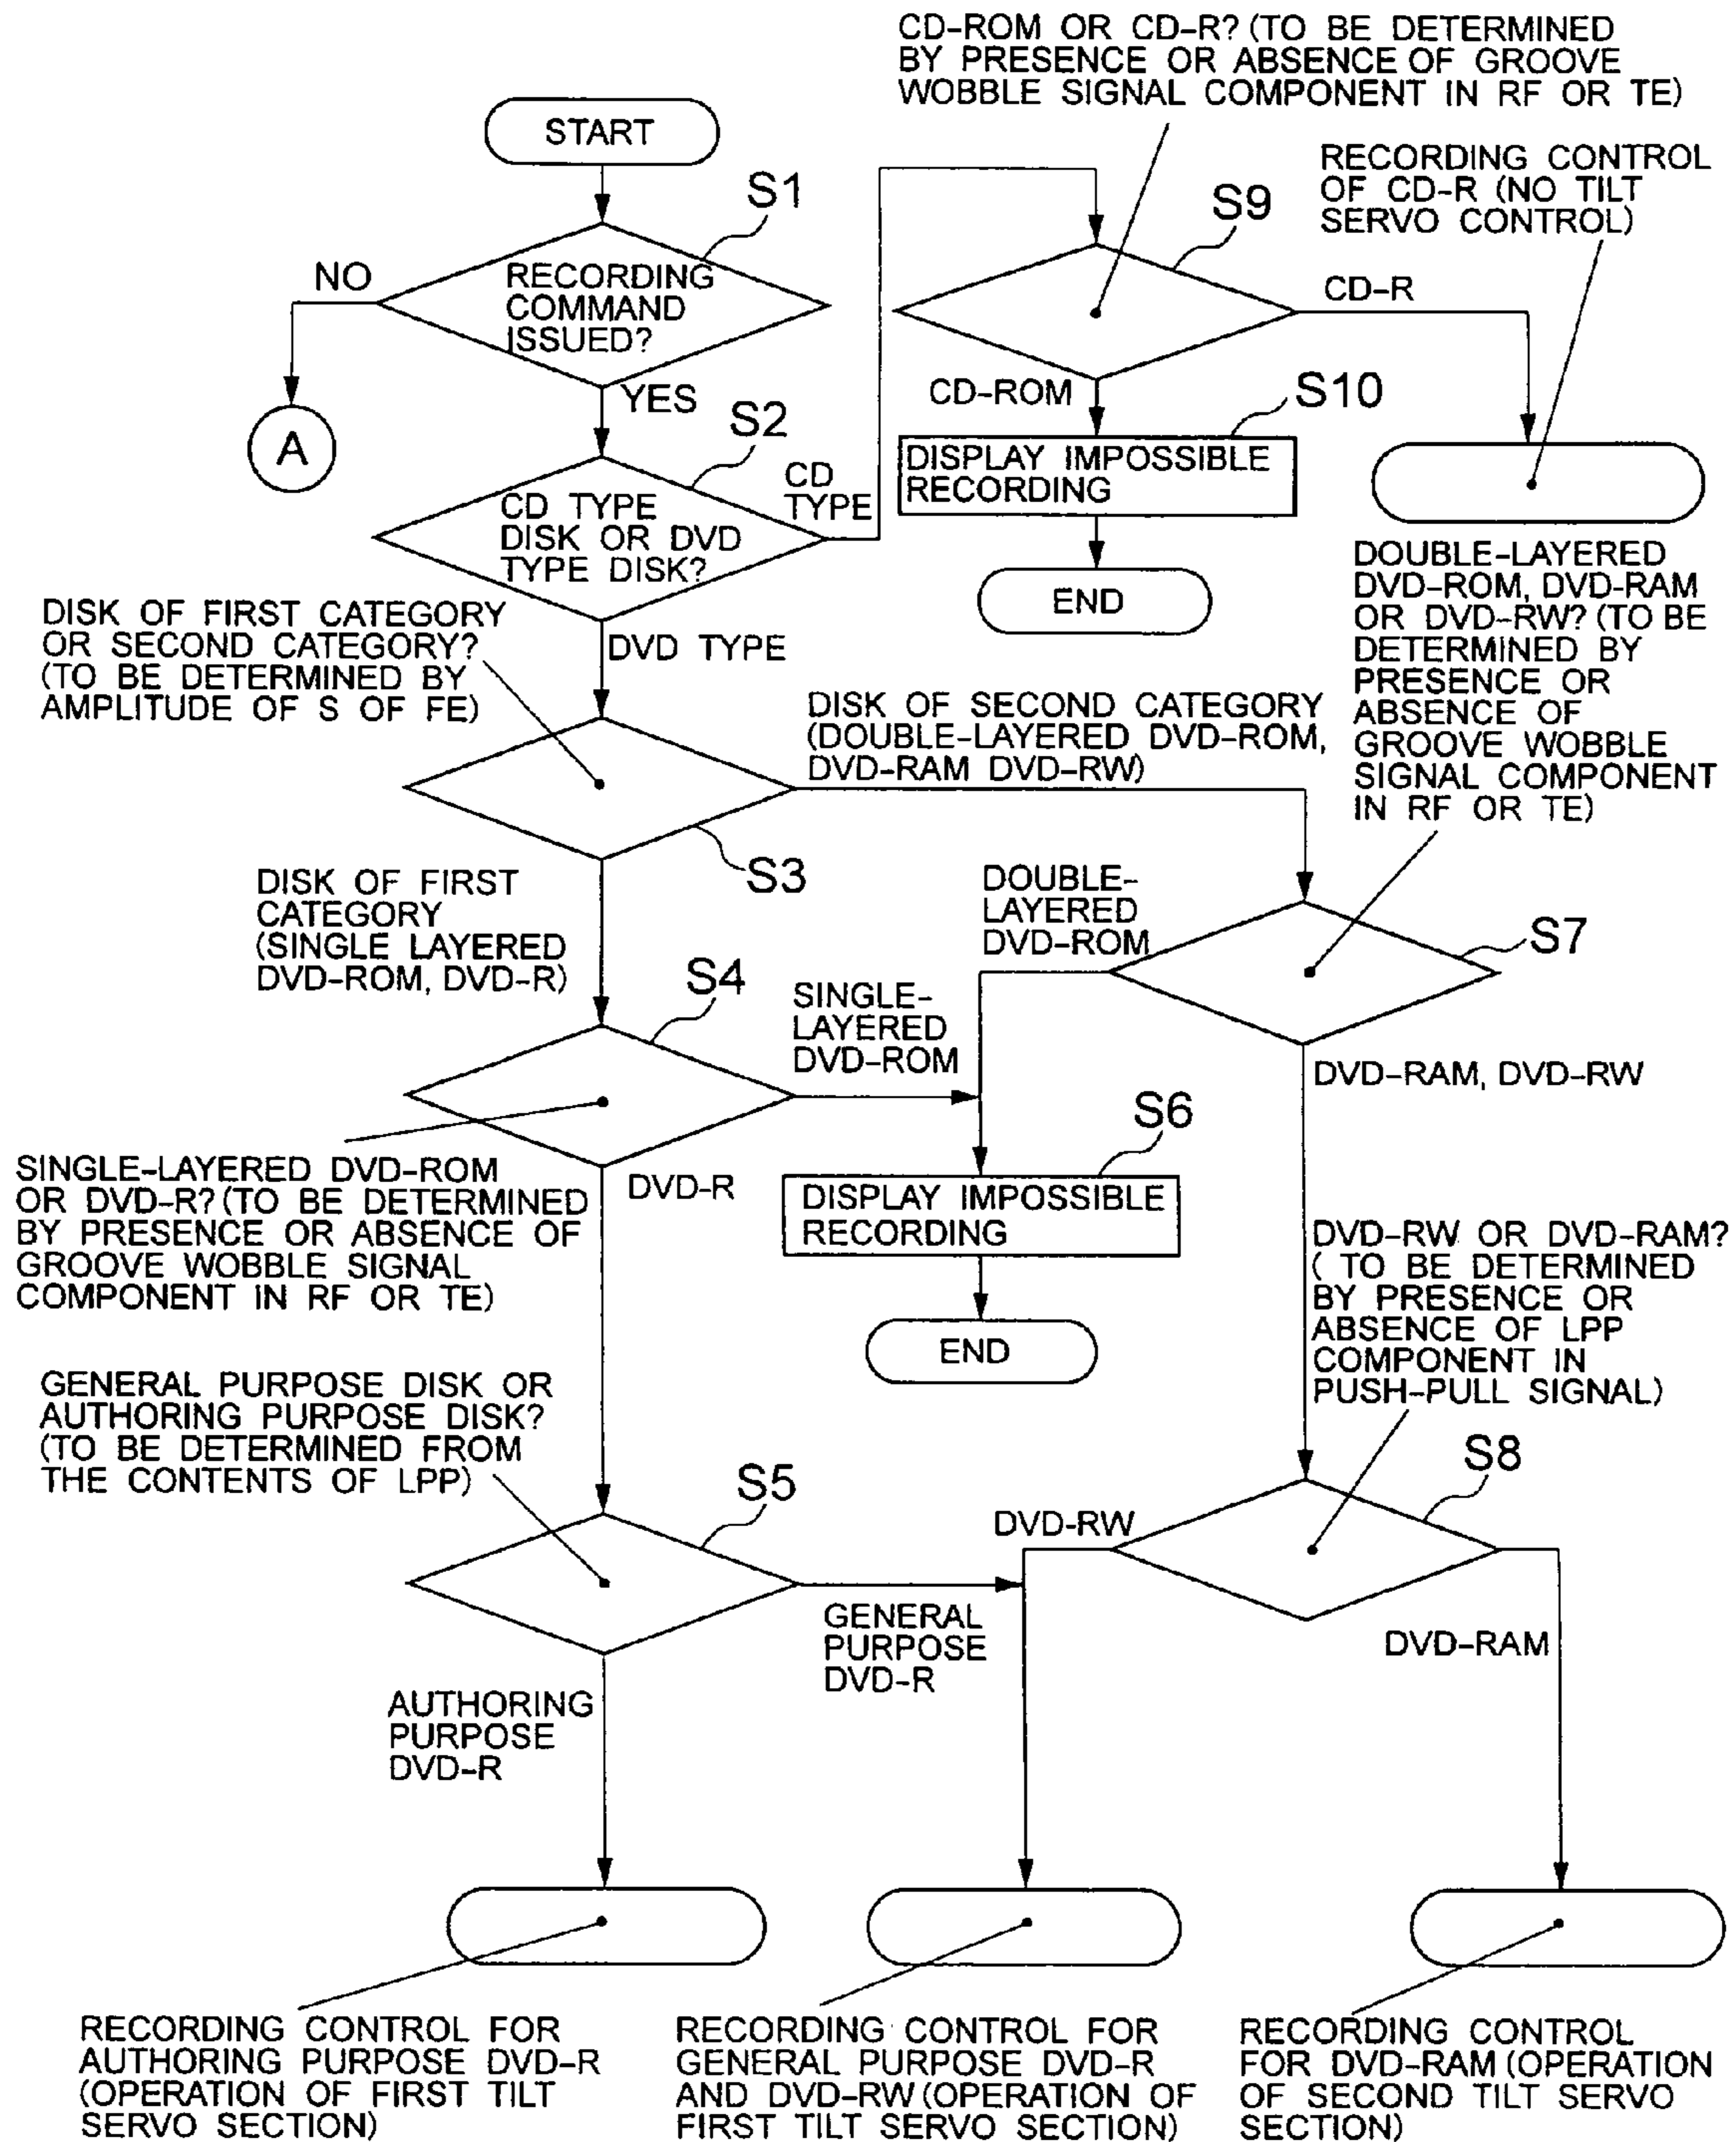 START
S1
NO
RECORDING
COMMAND
ISSUED?
YES
A
S2
CD TYPE
DISK OR DVD
TYPE DISK?
CD
TYPE
DVD TYPE
CD-ROM OR CD-R? (TO BE DETERMINED
BY PRESENCE OR ABSENCE OF GROOVE
WOBBLE SIGNAL COMPONENT IN RF OR TE)
S9
RECORDING CONTROL
OF CD-R (NO TILT
SERVO CONTROL)
CD-R
CD-ROM
S10
DISPLAY IMPOSSIBLE
RECORDING
END
DISK OF FIRST CATEGORY
OR SECOND CATEGORY?
(TO BE DETERMINED BY
AMPLITUDE OF S OF FE)
S3
DISK OF SECOND CATEGORY
(DOUBLE-LAYERED DVD-ROM,
DVD-RAM DVD-RW)
DOUBLE-LAYERED
DVD-ROM, DVD-RAM
OR DVD-RW? (TO BE
DETERMINED BY
PRESENCE OR
ABSENCE OF
GROOVE WOBBLE
SIGNAL COMPONENT
IN RF OR TE)
DISK OF FIRST
CATEGORY
(SINGLE LAYERED
DVD-ROM, DVD-R)
S4
SINGLE-
LAYERED
DVD-ROM
DOUBLE-
LAYERED
DVD-ROM
S7
DVD-RAM, DVD-RW
SINGLE-LAYERED DVD-ROM
OR DVD-R? (TO BE DETERMINED
BY PRESENCE OR ABSENCE OF
GROOVE WOBBLE SIGNAL
COMPONENT IN RF OR TE)
DVD-R
S6
DISPLAY IMPOSSIBLE
RECORDING
END
DVD-RW OR DVD-RAM?
( TO BE DETERMINED
BY PRESENCE OR
ABSENCE OF LPP
COMPONENT IN
PUSH-PULL SIGNAL)
GENERAL PURPOSE DISK OR
AUTHORING PURPOSE DISK?
(TO BE DETERMINED FROM
THE CONTENTS OF LPP)
S5
S8
DVD-RW
GENERAL
PURPOSE
DVD-R
DVD-RAM
AUTHORING
PURPOSE
DVD-R
RECORDING CONTROL FOR
AUTHORING PURPOSE DVD-R
(OPERATION OF FIRST TILT
SERVO SECTION)
RECORDING CONTROL FOR
GENERAL PURPOSE DVD-R
AND DVD-RW (OPERATION OF
FIRST TILT SERVO SECTION)
RECORDING CONTROL
FOR DVD-RAM (OPERATION
OF SECOND TILT SERVO
SECTION)